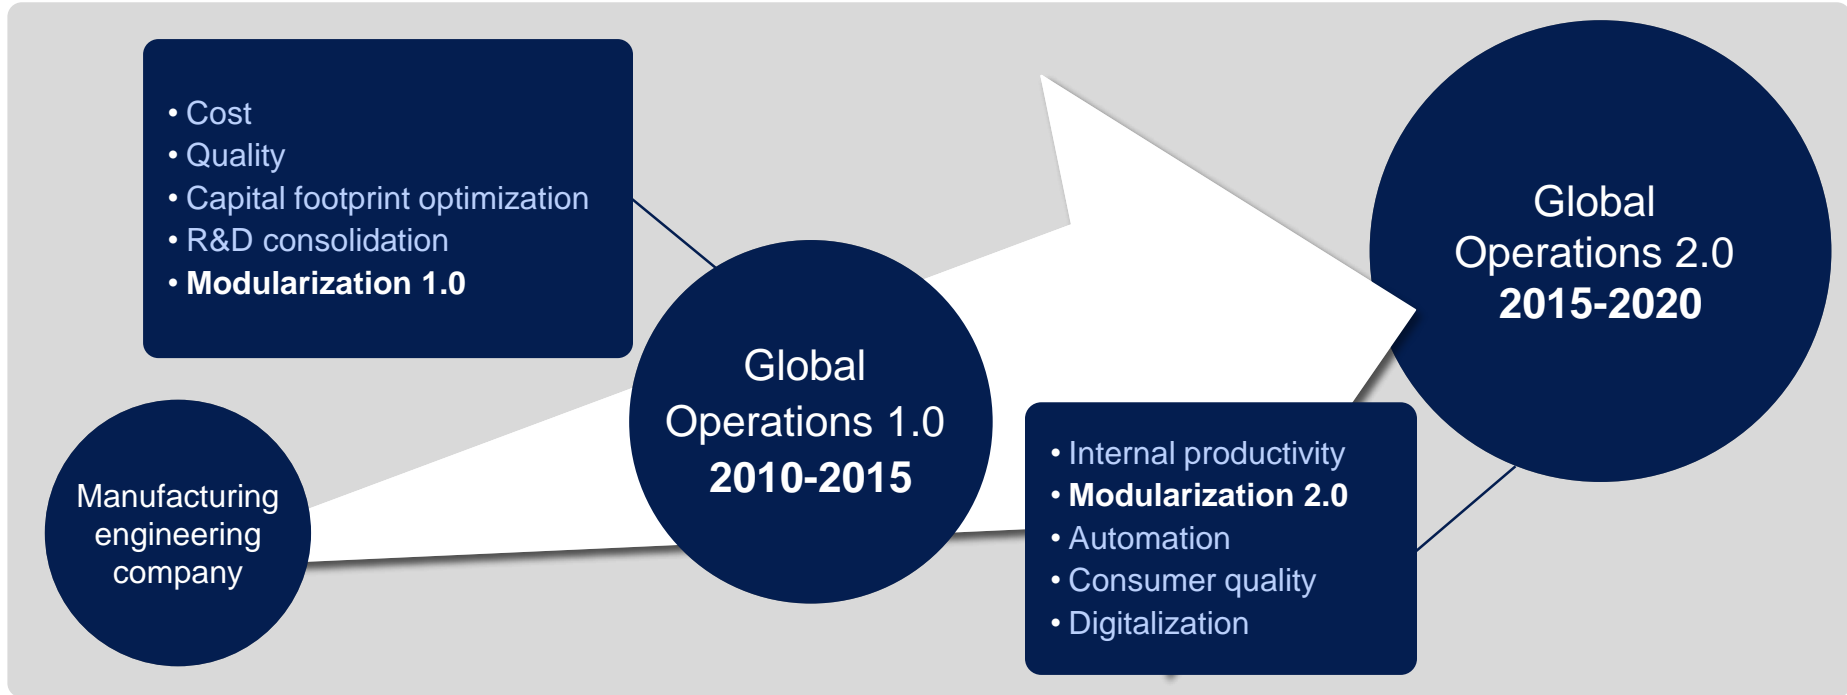 • Cost
• Quality
• Capital footprint optimization
• R&D consolidation
• Modularization 1.0
Manufacturing
engineering
company
Global
Operations 1.0
2010-2015
Global
Operations 2.0
2015-2020
• Internal productivity
• Modularization 2.0
• Automation
• Consumer quality
• Digitalization